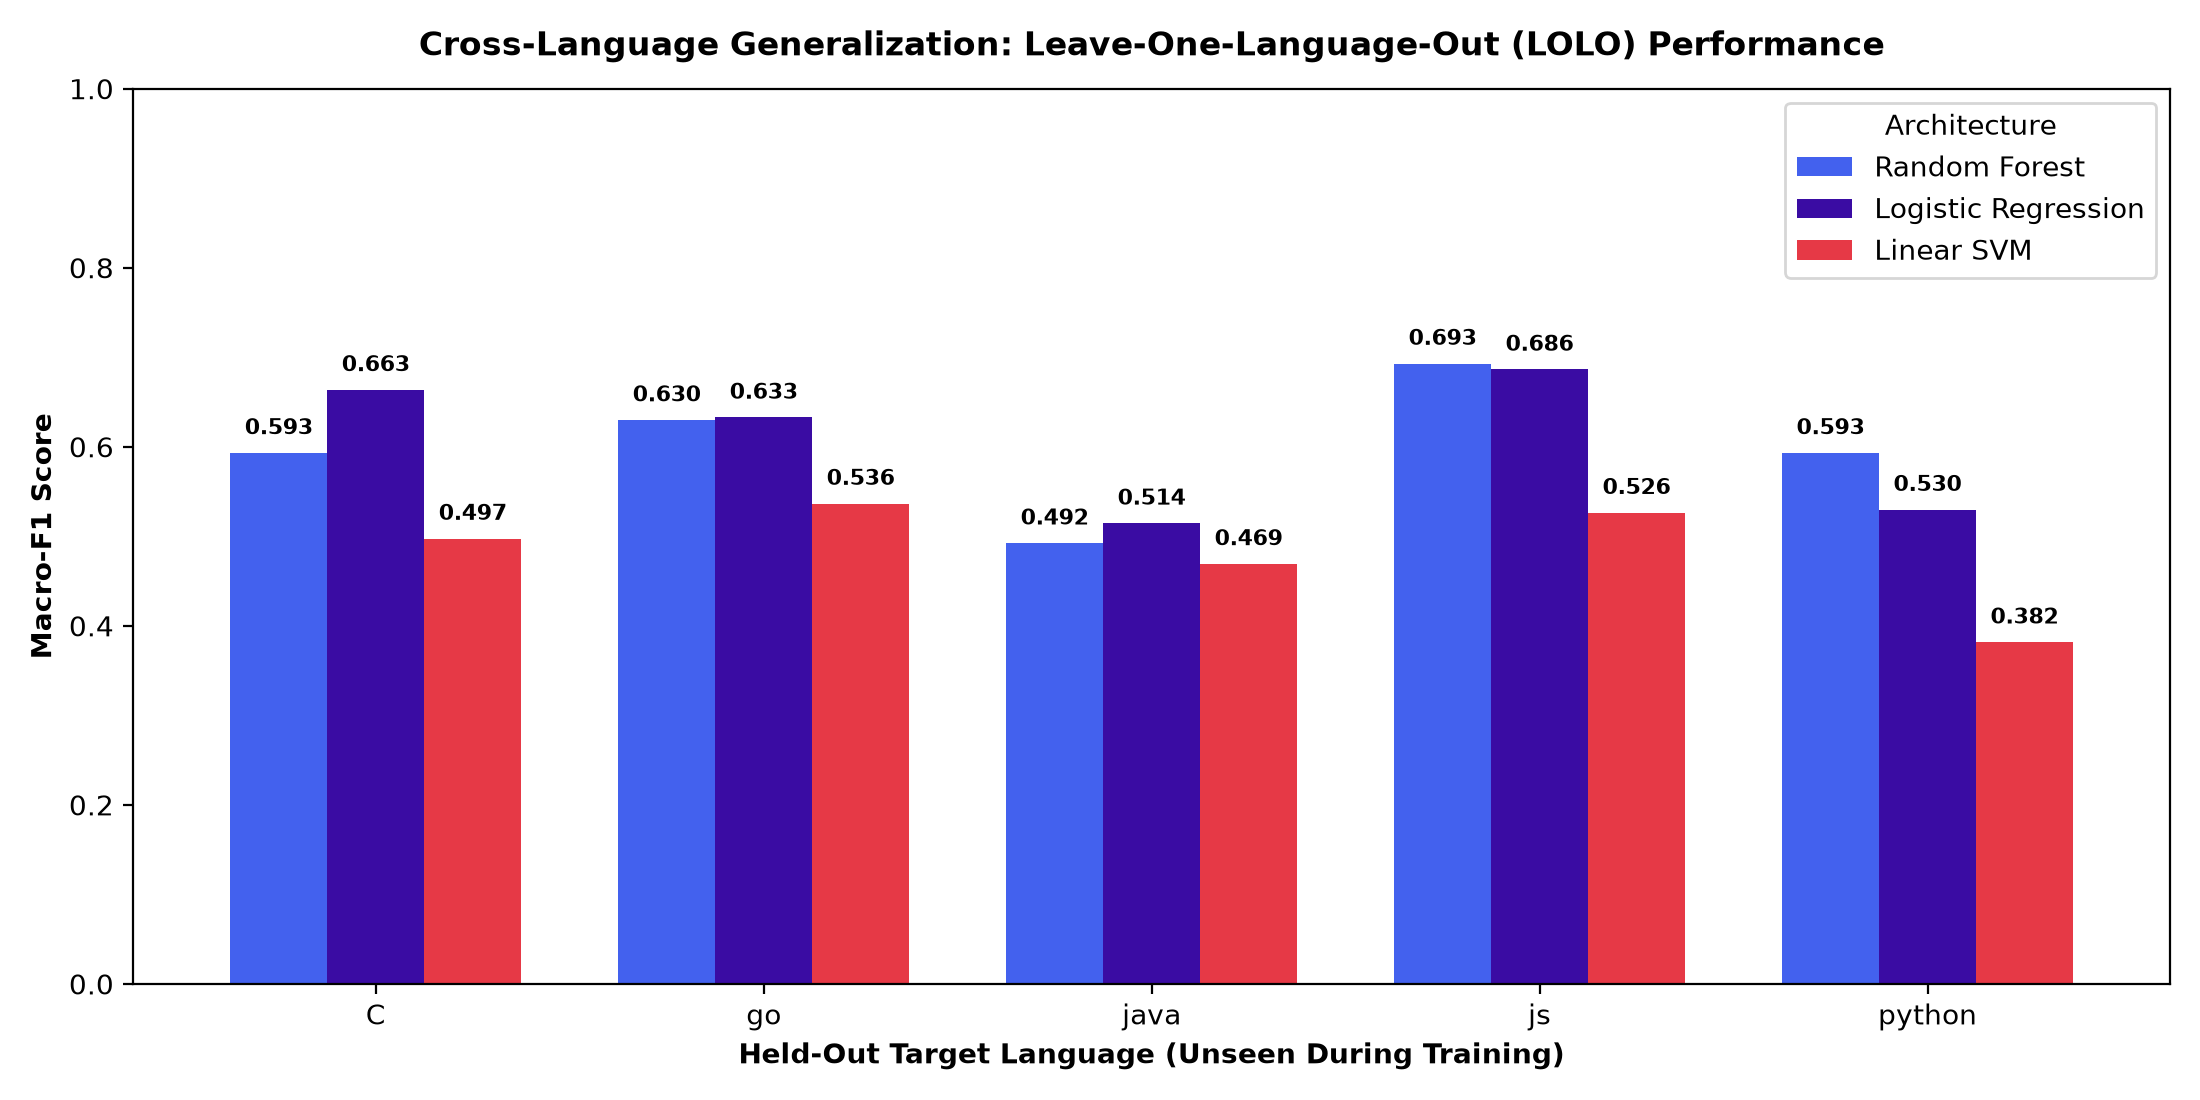 Cross-Language Generalization: Leave-One-Language-Out (LOLO) Performance
Architecture
Random Forest
Logistic Regression
Linear SVM
Macro-F1 Score
1.0
0.8
0.6
0.4
0.2
0.0
0.593
0.663
0.497
0.630
0.633
0.536
0.492
0.514
0.469
0.693
0.686
0.526
0.593
0.530
0.382
C
go
java
js
python
Held-Out Target Language (Unseen During Training)